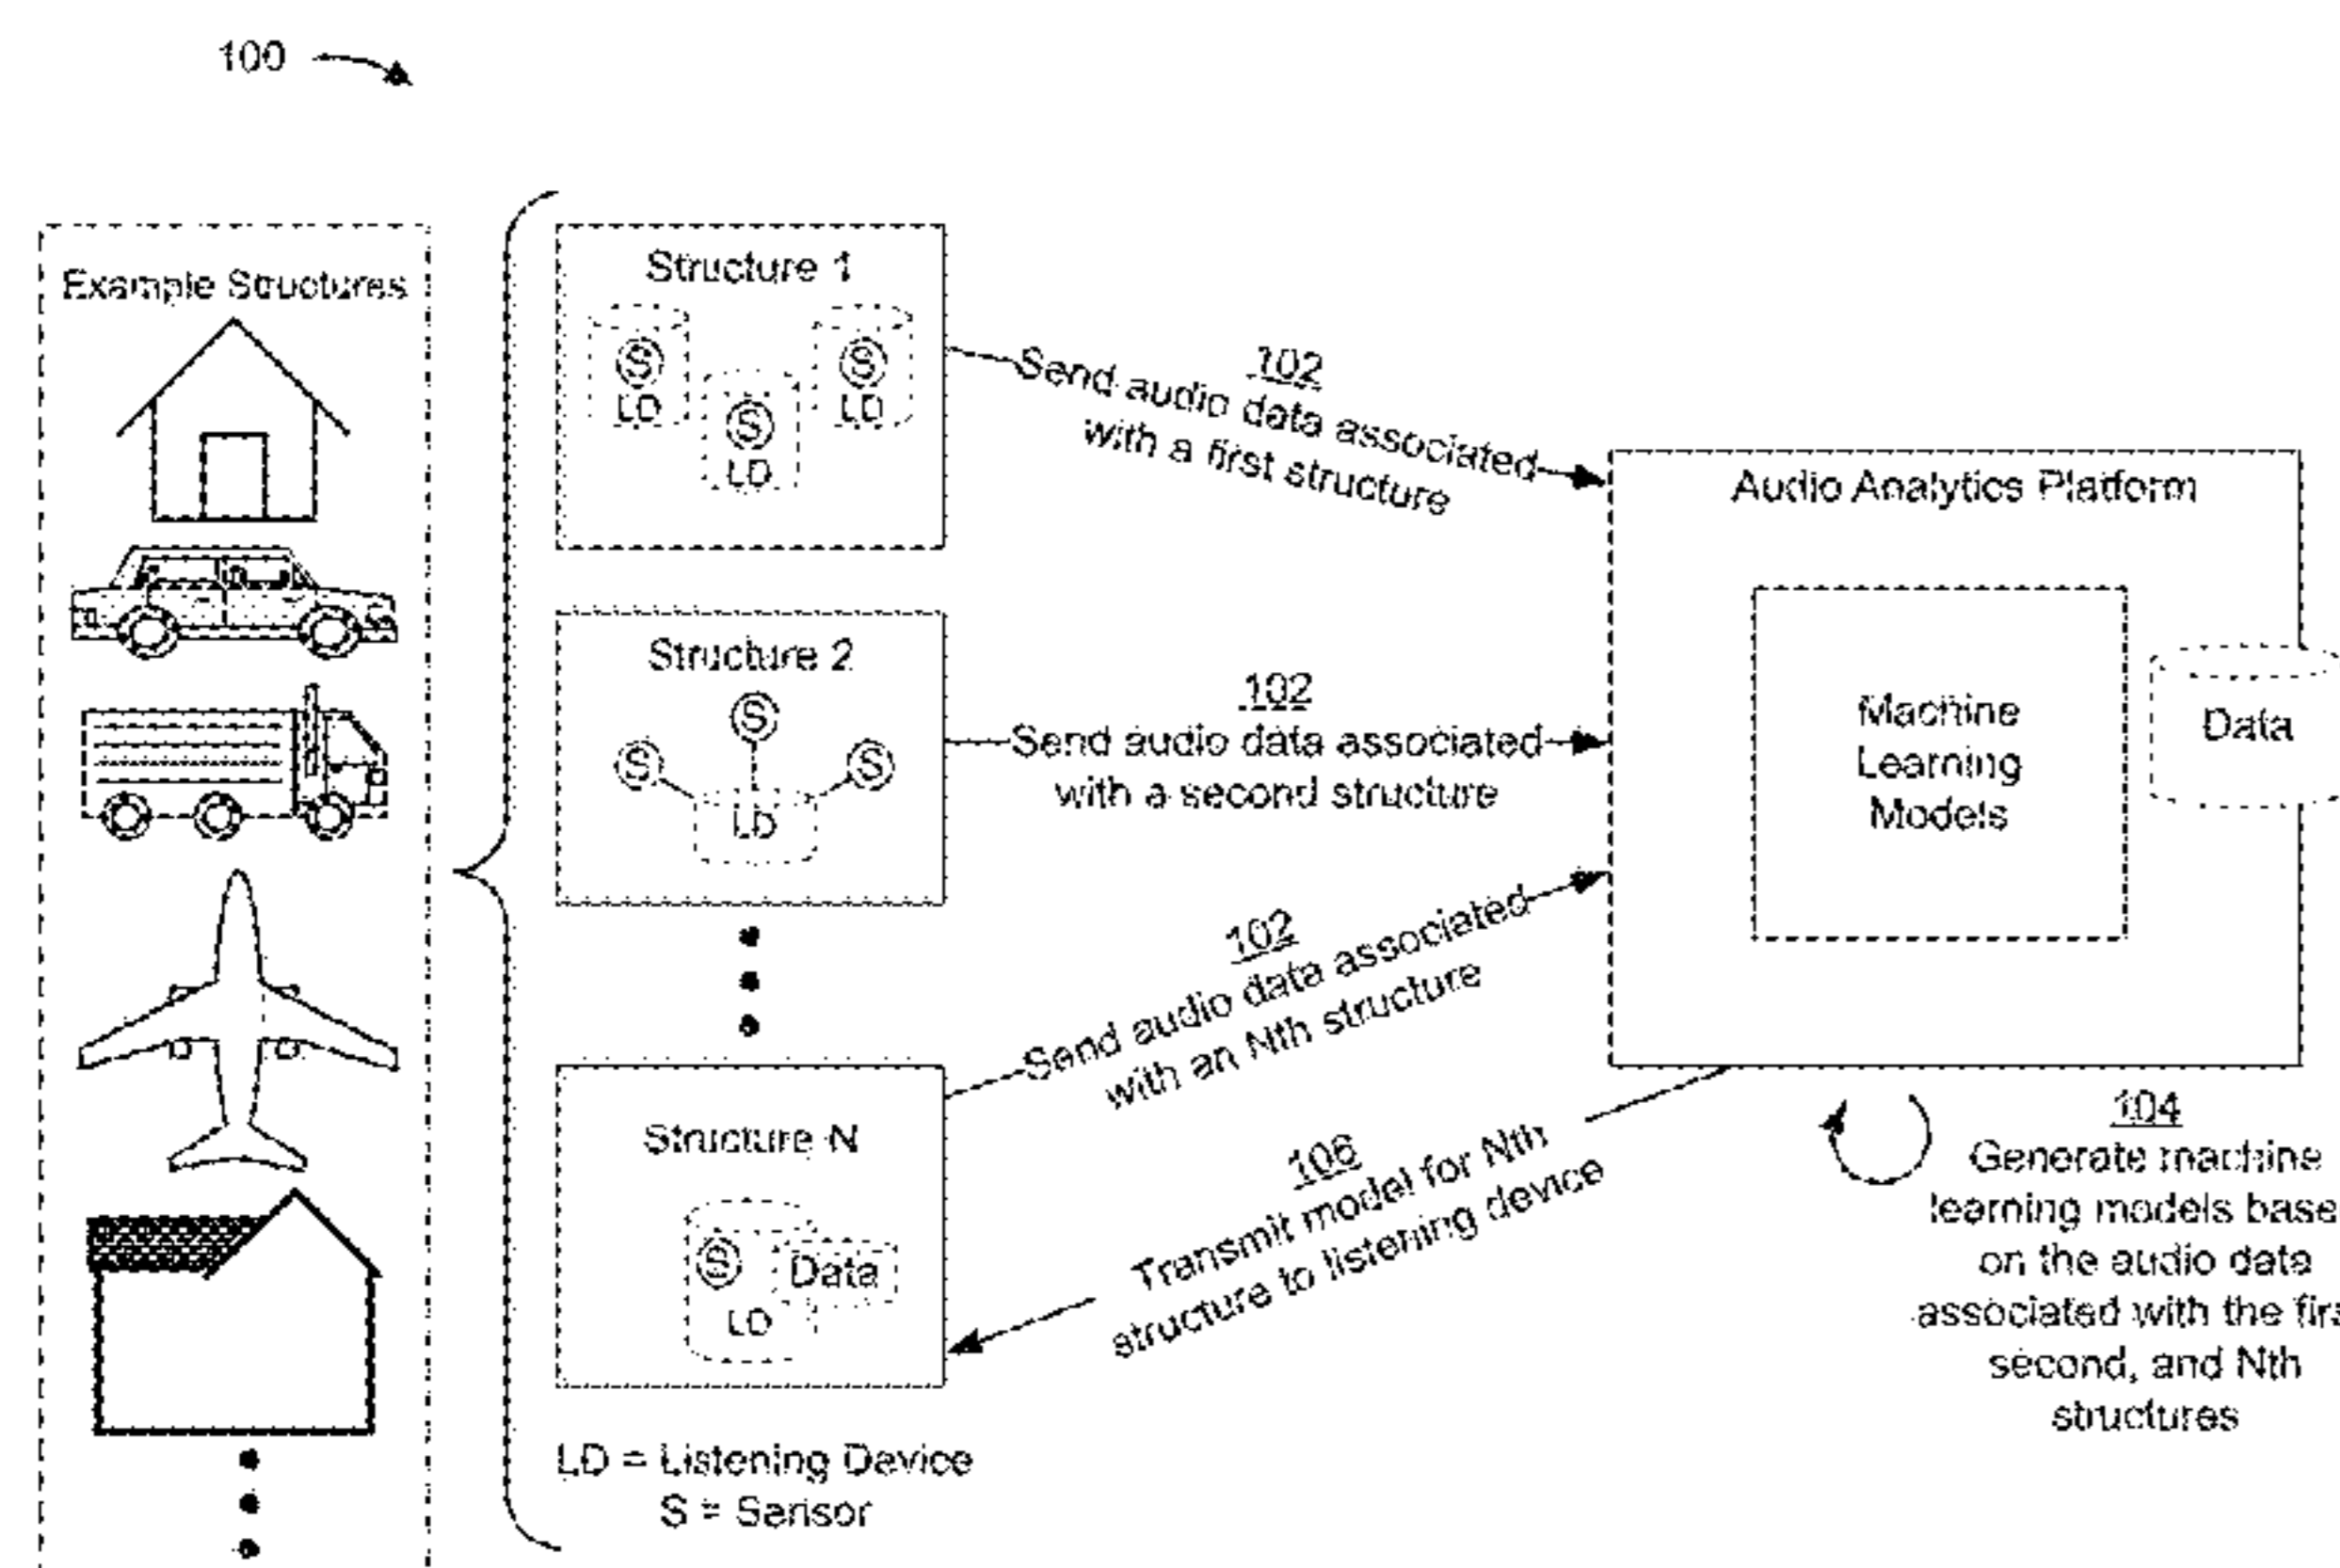 100
Example Structures
Structure 1
S
LD
S
LD
S
LD
Structure 2
S
S
S
LD
Structure N
S
Data
LD
LD = Listening Device
S = Sensor
102
Send audio data associated
with a first structure
102
Send audio data associated
with a second structure
102
Send audio data associated
with an Nth structure
106
Transmit model for Nth
structure to listening device
Audio Analytics Platform
Machine
Learning
Models
Data
104
Generate machine
learning models base
on the audio data
associated with the firs
second, and Nth
structures